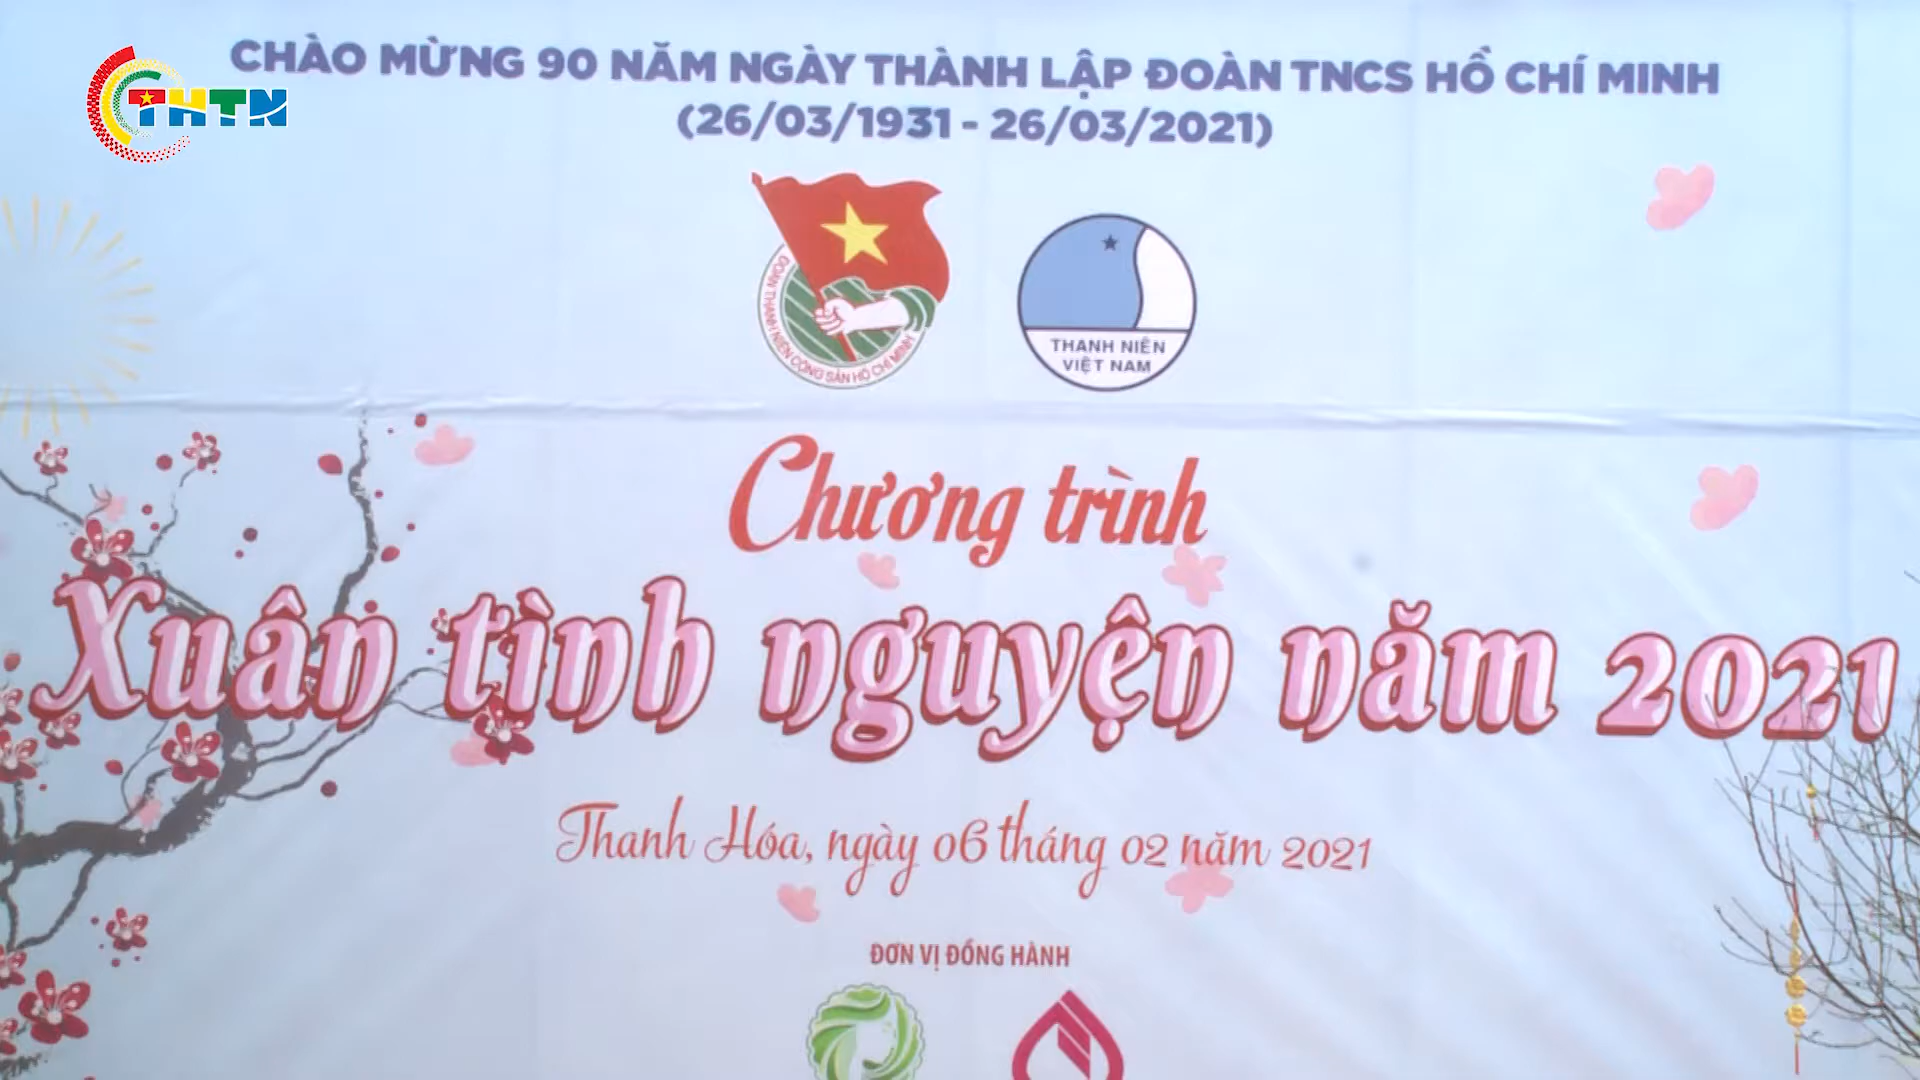 CHÀO MỪNG 90 NĂM NGÀY THÀNH LẬP ĐOÀN TNCS HỒ CHÍ MINH
THTN
(26/03/1931 - 26/03/2021)
ĐOÀN THANH NIÊN CỘNG SẢN HỒ CHÍ MINH
THANH NIÊN
VIỆT NAM
Chương trình
Xuân tình nguyện năm 2021
Thanh Hóa, ngày 06 tháng 02 năm 2021
ĐƠN VỊ ĐỒNG HÀNH